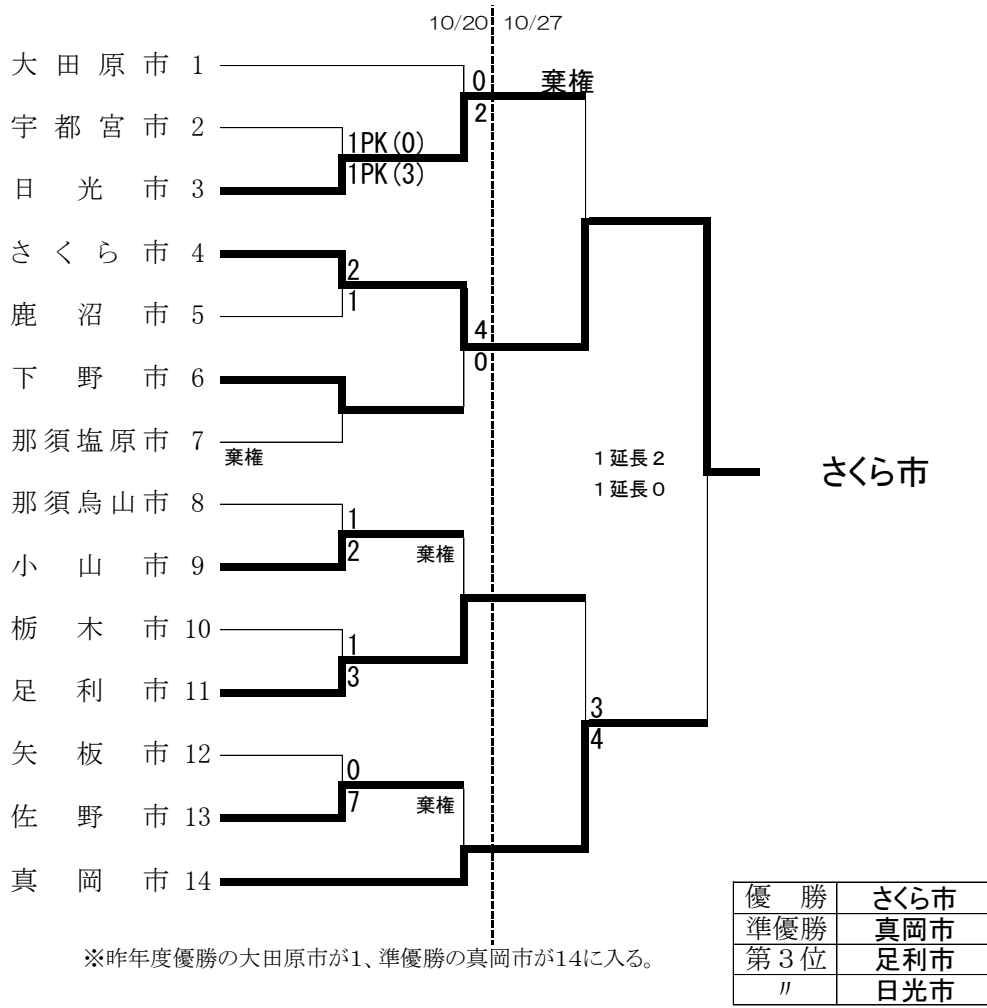 10/20 10/27
大田原市 1
0
棄権
2
宇都宮市 2
1PK(0)
1PK(3)
日光市 3
さくら市 4
2
1
鹿沼市 5
4
0
下野市 6
那須塩原市 7
棄権
1延長2
1延長0
さくら市
那須烏山市 8
1
2
棄権
小山市 9
栃木市 10
1
3
足利市 11
3
4
矢板市 12
0
7
棄権
佐野市 13
真岡市 14
優勝 さくら市
準優勝 真岡市
第3位 足利市
〃 日光市
※昨年度優勝の大田原市が1、準優勝の真岡市が14に入る。